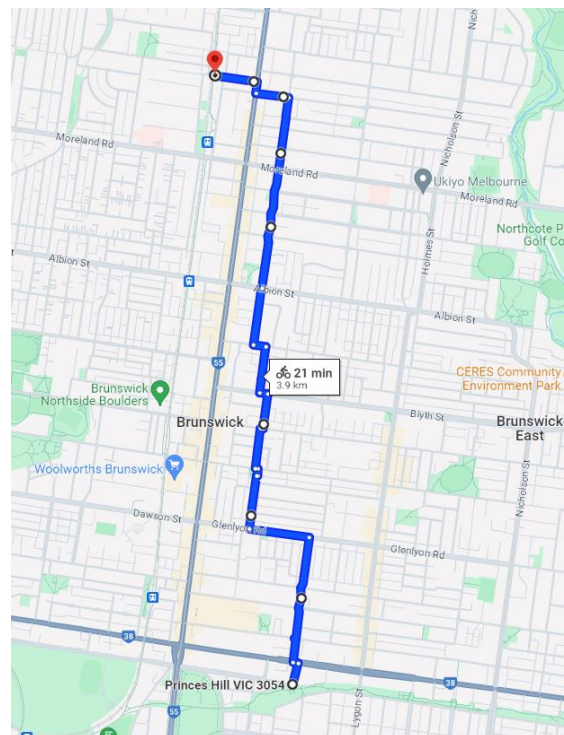 Nicholson St
Moreland Rd
Moreland Rd
Ukiyo Melbourne
Moreland Rd
Nicholson St
Northcote P
Golf Co
Holmes St
Albion St
Albion St
Albion St
55
21 min
3.9 km
CERES Community
Environment Park
Brunswick
Northside Boulders
Brunswick
Blyth St
Brunswick
East
Woolworths Brunswick
Nicholson St
Dawson St
Glenlyon Rd
Glenlyon Rd
38
Princes Hill VIC 3054
38
Lygon St
55